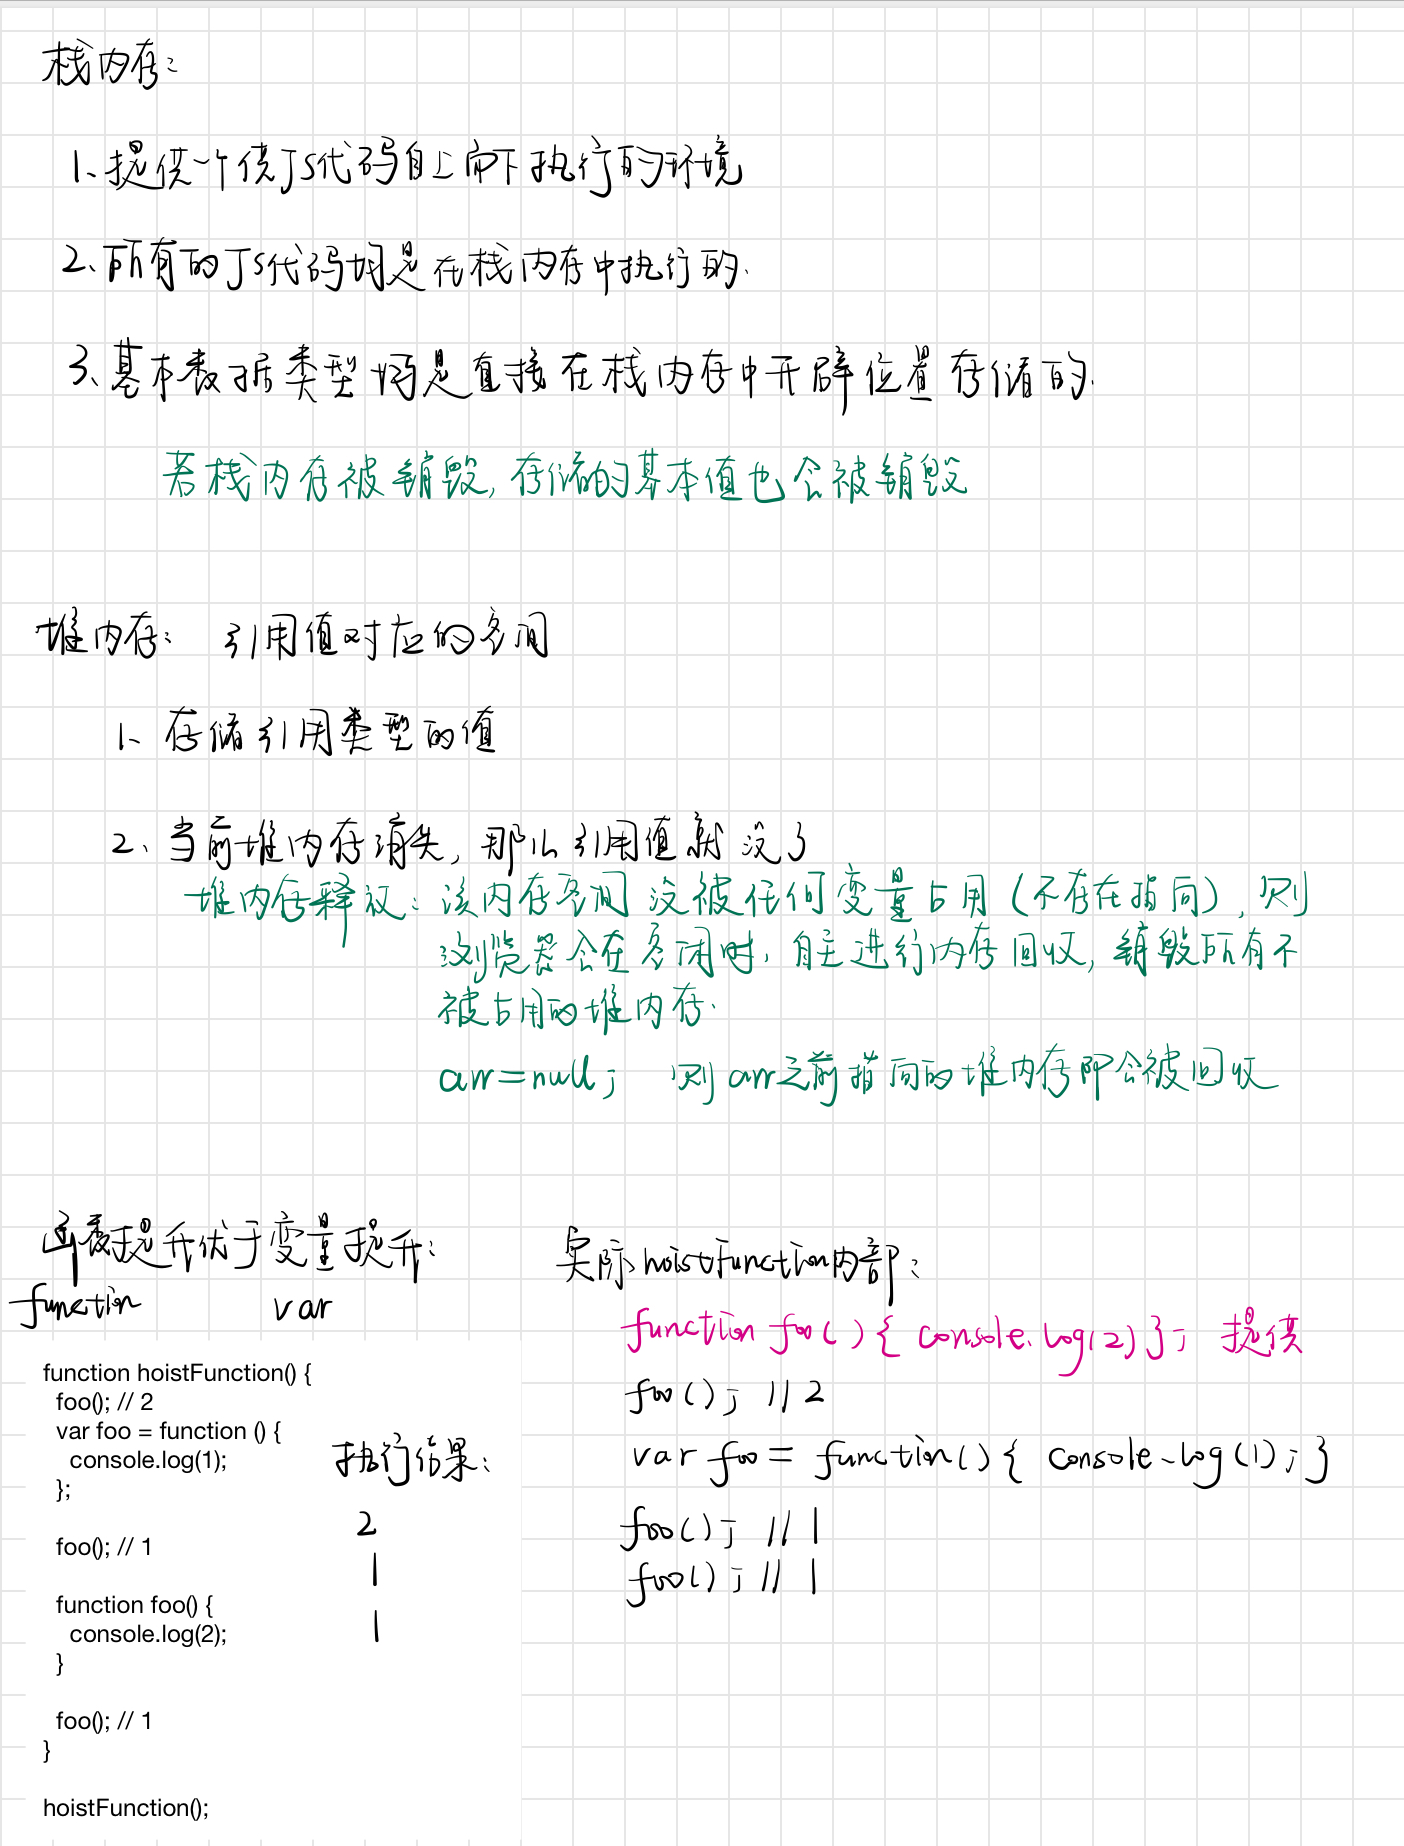 栈内存：
1、提供一个供JS代码自上而下执行的环境
2、所有的JS代码均是在栈内存中执行的.
3、基本数据类型均是直接在栈内存中开辟位置存储的.
若栈内存被销毁,存储的基本值也会被销毁
堆内存： 引用值对应的空间
1、存储引用类型的值
2、当前堆内存消失,那么引用值就没了
堆内存释放：该内存空间没被任何变量占用(不存在指向),则
浏览器会在空闲时,自主进行内存回收,销毁所有不
被占用的堆内存.
arr=null; 则arr之前指向的堆内存即会被回收
函数提升优于变量提升：
function var
function hoistFunction() {
foo(); // 2
var foo = function () {
console.log(1);
};
foo(); // 1
function foo() {
console.log(2);
}
foo(); // 1
}
hoistFunction();
执行结果：
2
1
1
实际hoistFunction内部：
function foo(){ console.log(2)}; 提供
foo(); // 2
var foo = function(){ console.log(1);}
foo(); // 1
foo(); // 1